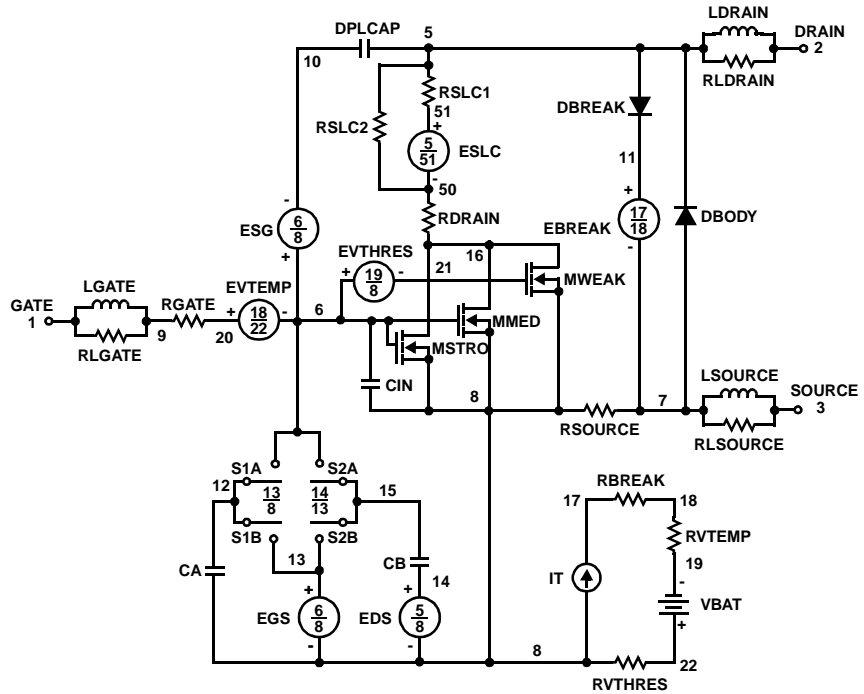 LDRAIN
DPLCAP 5 DRAIN
10 2
RSLC1 RLDRAIN
51 DBREAK
RSLC2 +
5
51
ESLC
11
-
50
- + 17
18
RDRAIN DBODY
6
8
ESG EBREAK
+ EVTHRES 16 -
+ 19
8
- 21 MWEAK
LGATE EVTEMP
GATE RGATE + 18
22
- 6
1 MMED
9 20 MSTRO
RLGATE LSOURCE
CIN 8 7 SOURCE
3
RSOURCE
RLSOURCE
S1A S2A RBREAK
12 13
8
14
13
15 17 18
S1B S2B RVTEMP
13 CB 19
CA IT -
14
+ + VBAT
EGS 6
8
EDS 5
8
+
- - 8 22
RVTHRES